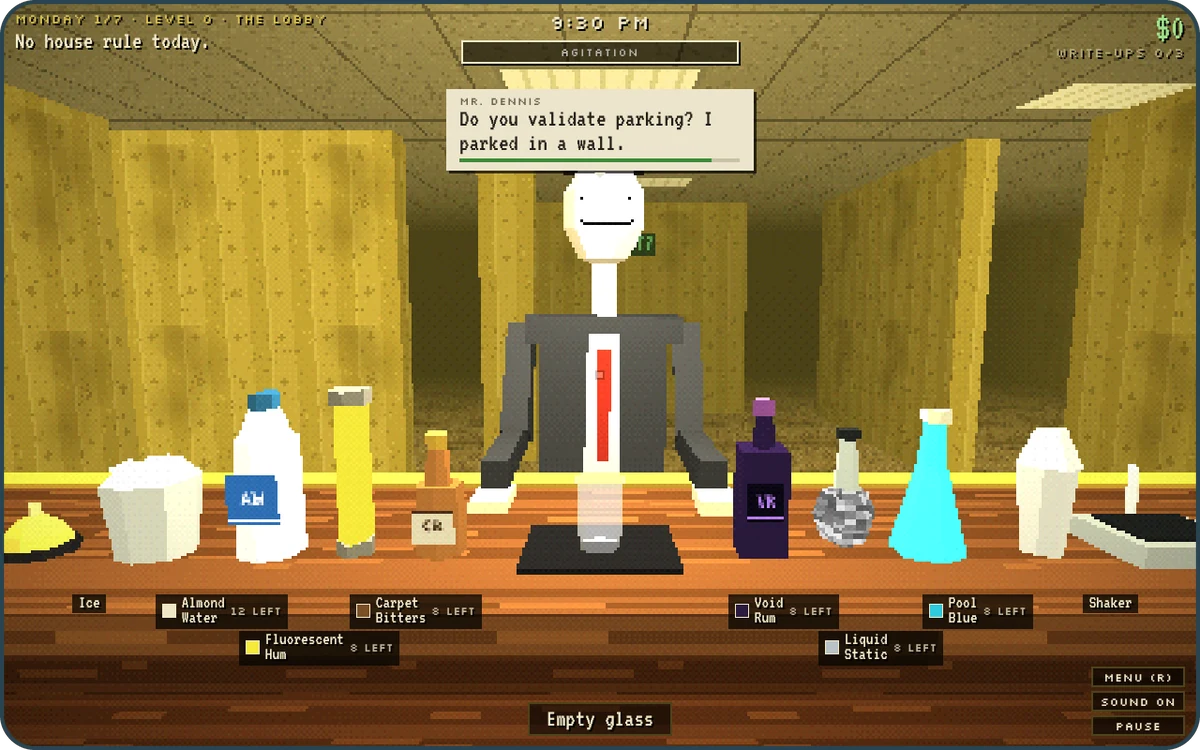 MONDAY 1/7 · LEVEL 0 · THE LOBBY
No house rule today.
9:30 PM
AGITATION
$0
WRITE-UPS 0/3
MR. DENNIS
Do you validate parking? I
parked in a wall.
AW
CR
VR
Ice
Almond
Water 12 LEFT
Carpet
Bitters 8 LEFT
Fluorescent
Hum 8 LEFT
Void
Rum 8 LEFT
Pool
Blue 8 LEFT
Liquid
Static 8 LEFT
Shaker
Empty glass
MENU (R)
SOUND ON
PAUSE